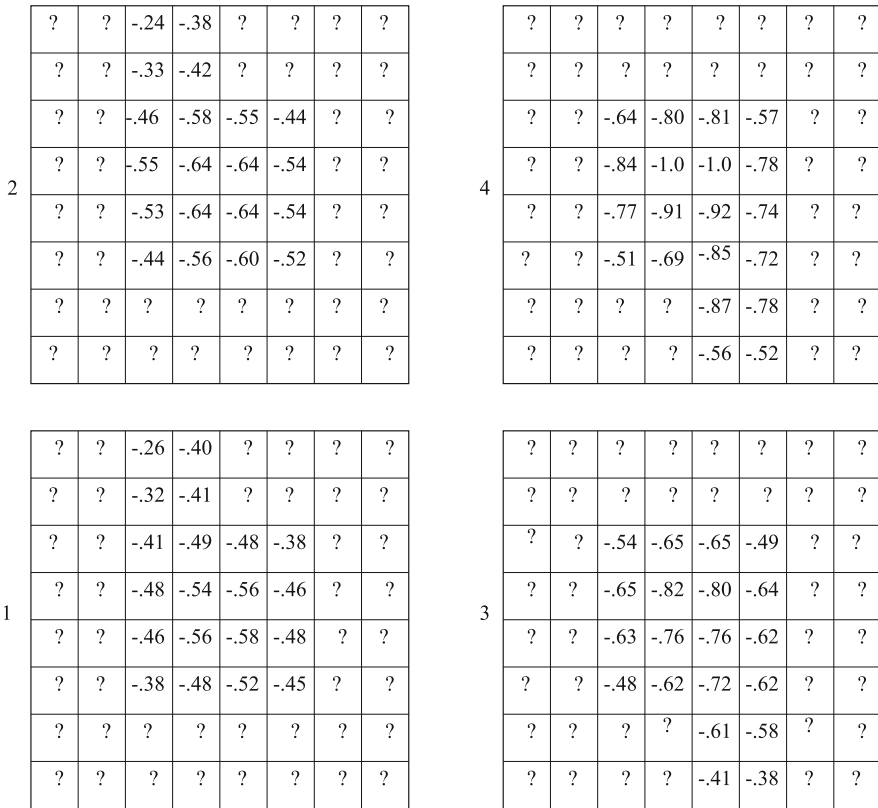 2
? ? -.24 -.38 ? ? ? ?
? ? -.33 -.42 ? ? ? ?
? ? -.46 -.58 -.55 -.44 ? ?
? ? -.55 -.64 -.64 -.54 ? ?
? ? -.53 -.64 -.64 -.54 ? ?
? ? -.44 -.56 -.60 -.52 ? ?
? ? ? ? ? ? ? ?
? ? ? ? ? ? ? ?
4
? ? ? ? ? ? ? ?
? ? ? ? ? ? ? ?
? ? -.64 -.80 -.81 -.57 ? ?
? ? -.84 -1.0 -1.0 -.78 ? ?
? ? -.77 -.91 -.92 -.74 ? ?
? ? -.51 -.69 -.85 -.72 ? ?
? ? ? ? -.87 -.78 ? ?
? ? ? ? -.56 -.52 ? ?
1
? ? -.26 -.40 ? ? ? ?
? ? -.32 -.41 ? ? ? ?
? ? -.41 -.49 -.48 -.38 ? ?
? ? -.48 -.54 -.56 -.46 ? ?
? ? -.46 -.56 -.58 -.48 ? ?
? ? -.38 -.48 -.52 -.45 ? ?
? ? ? ? ? ? ? ?
? ? ? ? ? ? ? ?
3
? ? ? ? ? ? ? ?
? ? ? ? ? ? ? ?
? ? -.54 -.65 -.65 -.49 ? ?
? ? -.65 -.82 -.80 -.64 ? ?
? ? -.63 -.76 -.76 -.62 ? ?
? ? -.48 -.62 -.72 -.62 ? ?
? ? ? ? -.61 -.58 ? ?
? ? ? ? -.41 -.38 ? ?